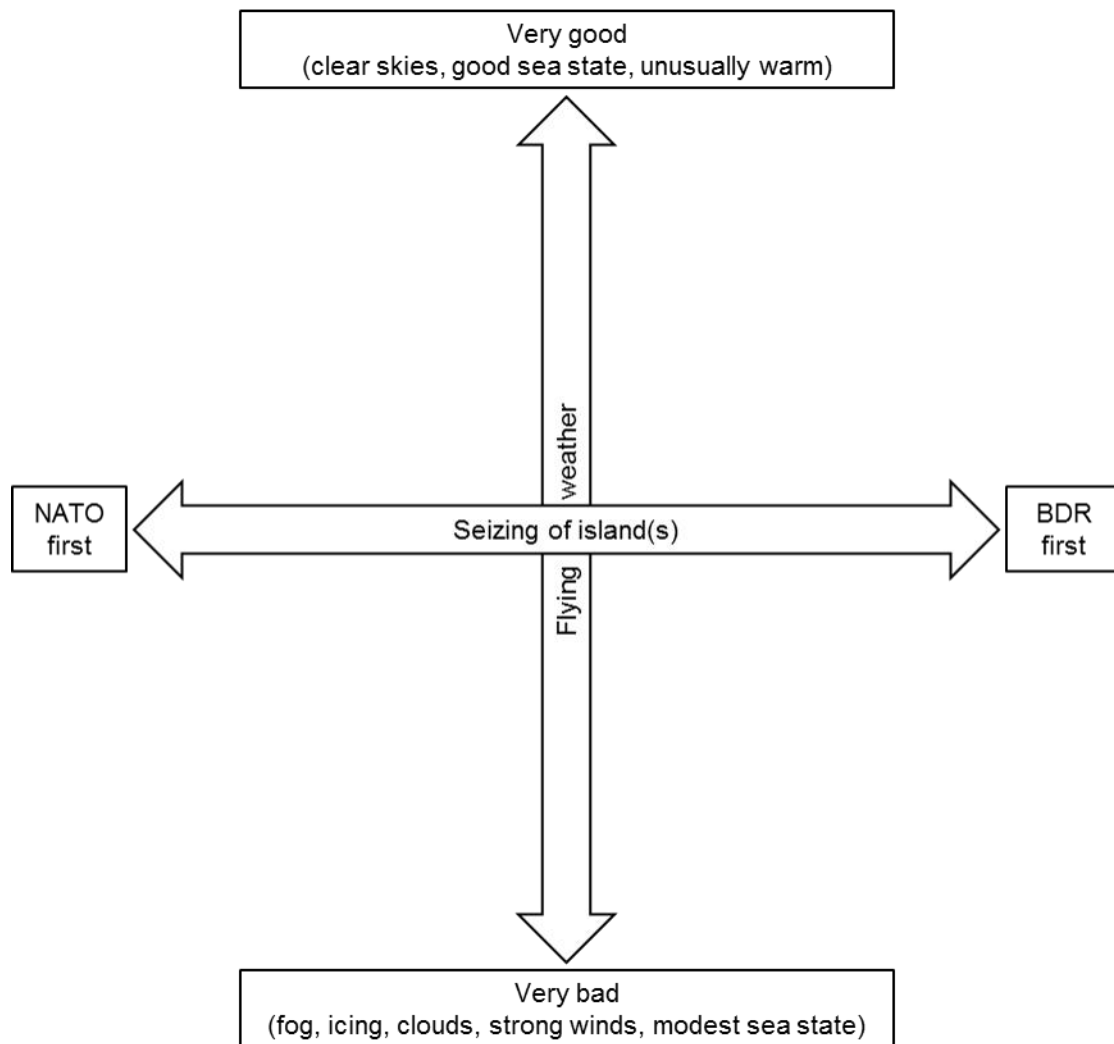 Very good
(clear skies, good sea state, unusually warm)
Flying weather
NATO
first
Seizing of island(s)
BDR
first
Very bad
(fog, icing, clouds, strong winds, modest sea state)